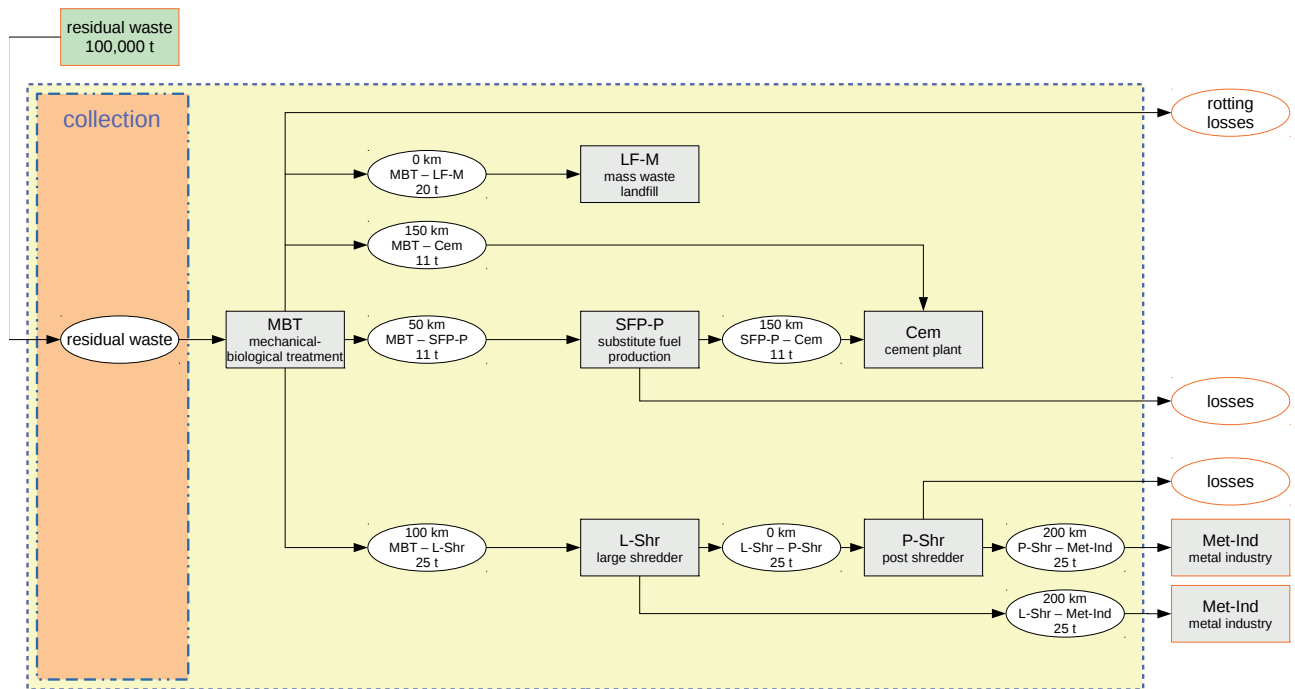 residual waste
100,000 t
collection
rotting
losses
0 km
MBT – LF-M
20 t
LF-M
mass waste
landfill
150 km
MBT – Cem
11 t
residual waste
MBT
mechanical-
biological treatment
50 km
MBT – SFP-P
11 t
SFP-P
substitute fuel
production
150 km
SFP-P – Cem
11 t
Cem
cement plant
losses
losses
100 km
MBT – L-Shr
25 t
L-Shr
large shredder
0 km
L-Shr – P-Shr
25 t
P-Shr
post shredder
200 km
P-Shr – Met-Ind
25 t
Met-Ind
metal industry
200 km
L-Shr – Met-Ind
25 t
Met-Ind
metal industry